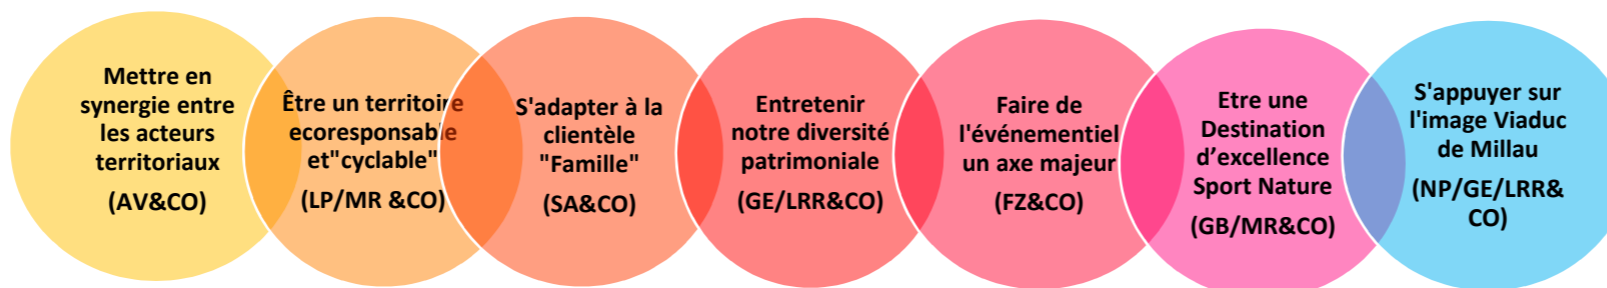 Mettre en
synergie entre
les acteurs
territoriaux
(AV&CO)
Être un territoire
ecoresponsable
et"cyclable"
(LP/MR &CO)
S'adapter à la
clientèle
"Famille"
(SA&CO)
Entretenir
notre diversité
patrimoniale
(GE/LRR&CO)
Faire de
l'événementiel
un axe majeur
(FZ&CO)
Etre une
Destination
d’excellence
Sport Nature
(GB/MR&CO)
S'appuyer sur
l'image Viaduc
de Millau
(NP/GE/LRR&
CO)